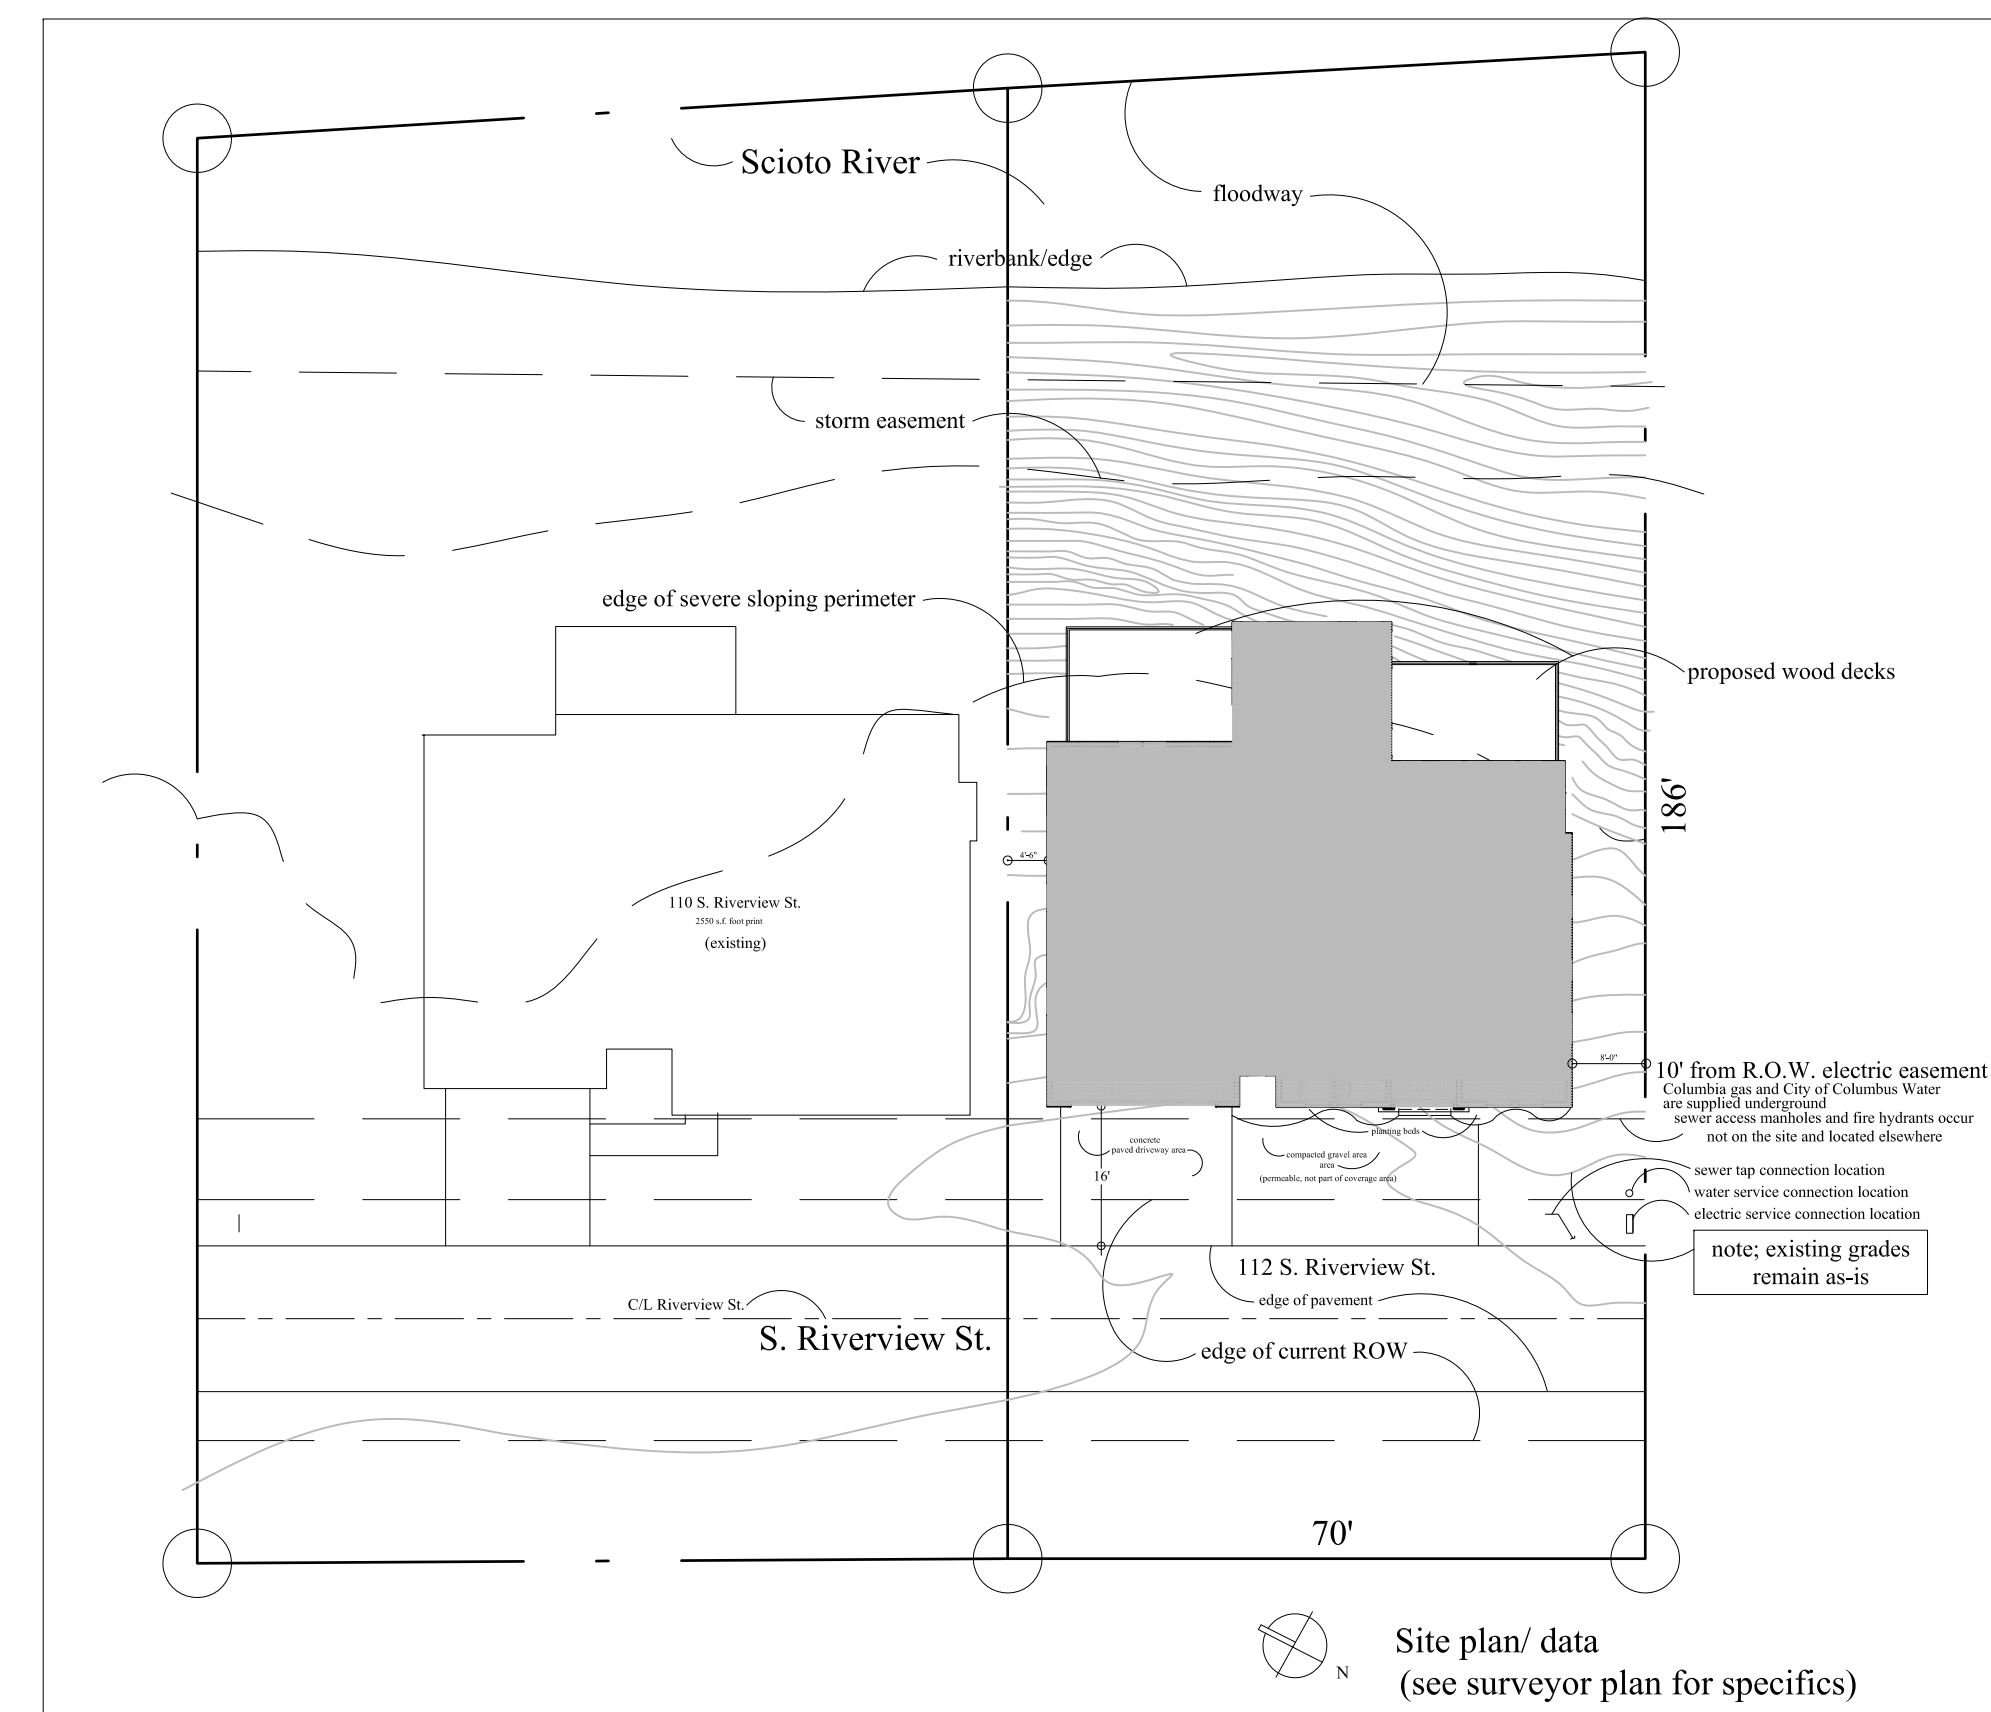 Scioto River
floodway
riverbank/edge
storm easement
edge of severe sloping perimeter
proposed wood decks
186'
4'-6"
110 S. Riverview St.
2550 s.f. foot print
(existing)
8'-0"
10' from R.O.W. electric easement
Columbia gas and City of Columbus Water
are supplied underground
sewer access manholes and fire hydrants occur
not on the site and located elsewhere
concrete
paved driveway area
planting beds
compacted gravel area
area
(permeable, not part of coverage area)
16'
sewer tap connection location
water service connection location
electric service connection location
note; existing grades
remain as-is
112 S. Riverview St.
edge of pavement
C/L Riverview St.
S. Riverview St.
edge of current ROW
70'
N
Site plan/ data
(see surveyor plan for specifics)